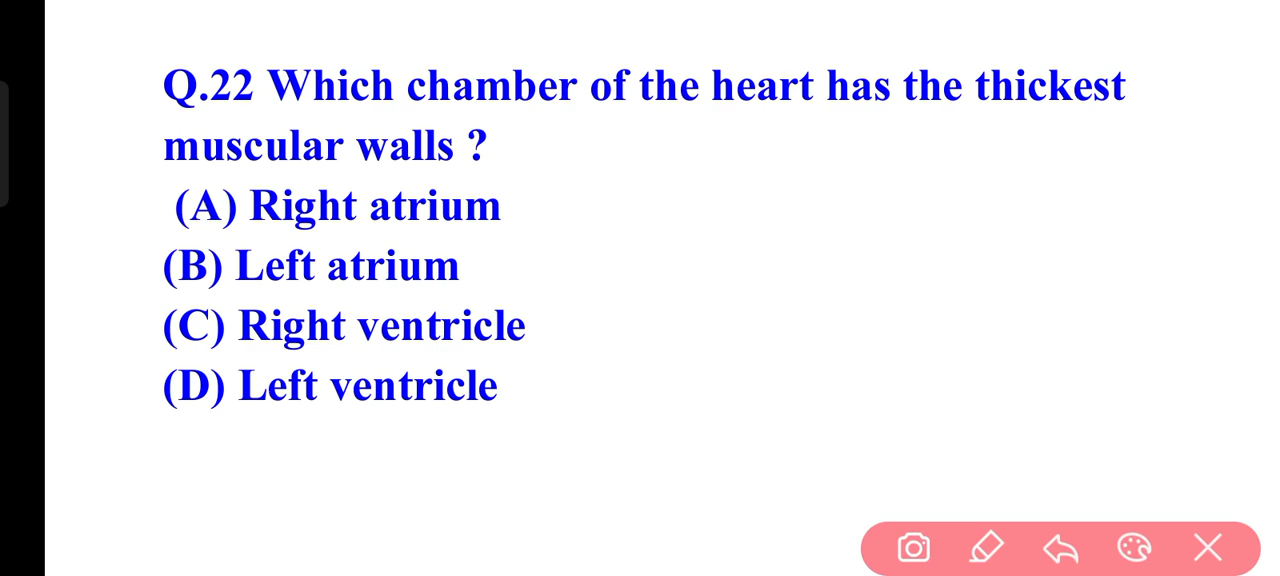 Q.22 Which chamber of the heart has the thickest
muscular walls ?
(A) Right atrium
(B) Left atrium
(C) Right ventricle
(D) Left ventricle